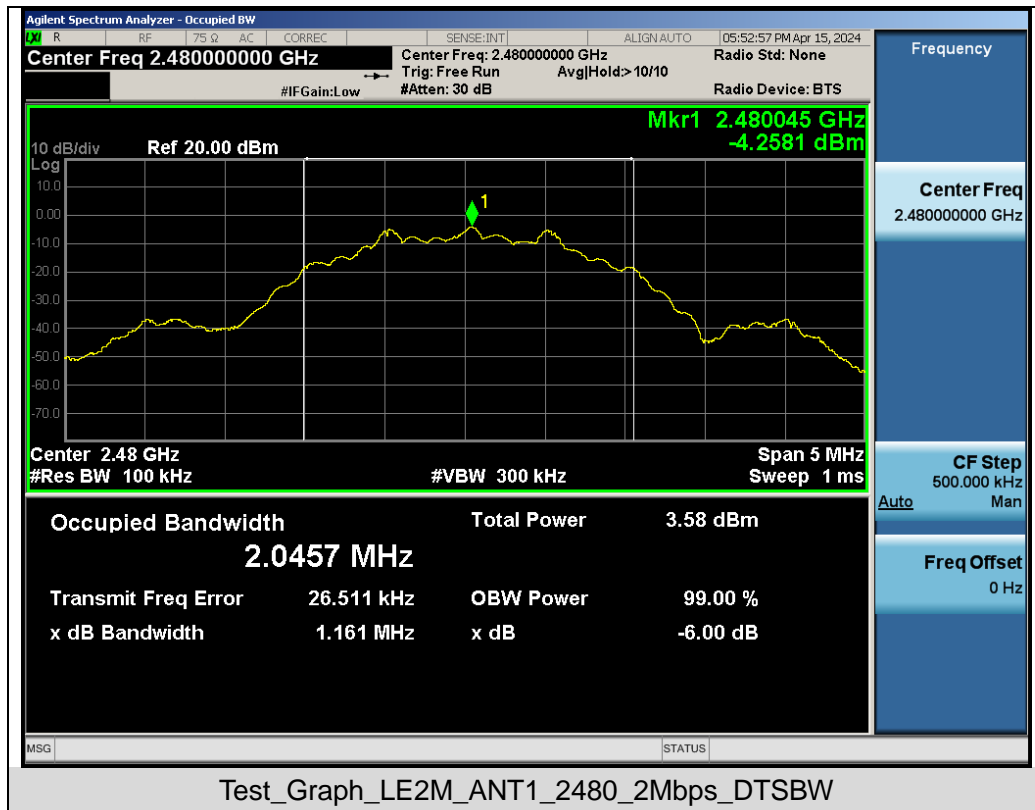 Agilent Spectrum Analyzer - Occupied BW
LXI R RF 75 Ω AC CORREC SENSE:INT ALIGN AUTO 05:52:57 PM Apr 15, 2024
Center Freq 2.480000000 GHz
Center Freq: 2.480000000 GHz Radio Std: None
Trig: Free Run Avg|Hold:> 10/10
#IFGain:Low #Atten: 30 dB Radio Device: BTS
Frequency
Mkr1 2.480045 GHz
-4.2581 dBm
10 dB/div Ref 20.00 dBm
Log
10.0
0.00
-10.0
-20.0
-30.0
-40.0
-50.0
-60.0
-70.0
1
Center 2.48 GHz Span 5 MHz
#Res BW 100 kHz #VBW 300 kHz Sweep 1 ms
Center Freq
2.480000000 GHz
CF Step
500.000 kHz
Auto Man
Freq Offset
0 Hz
Occupied Bandwidth Total Power 3.58 dBm
2.0457 MHz
Transmit Freq Error 26.511 kHz OBW Power 99.00 %
x dB Bandwidth 1.161 MHz x dB -6.00 dB
MSG STATUS
Test_Graph_LE2M_ANT1_2480_2Mbps_DTSBW